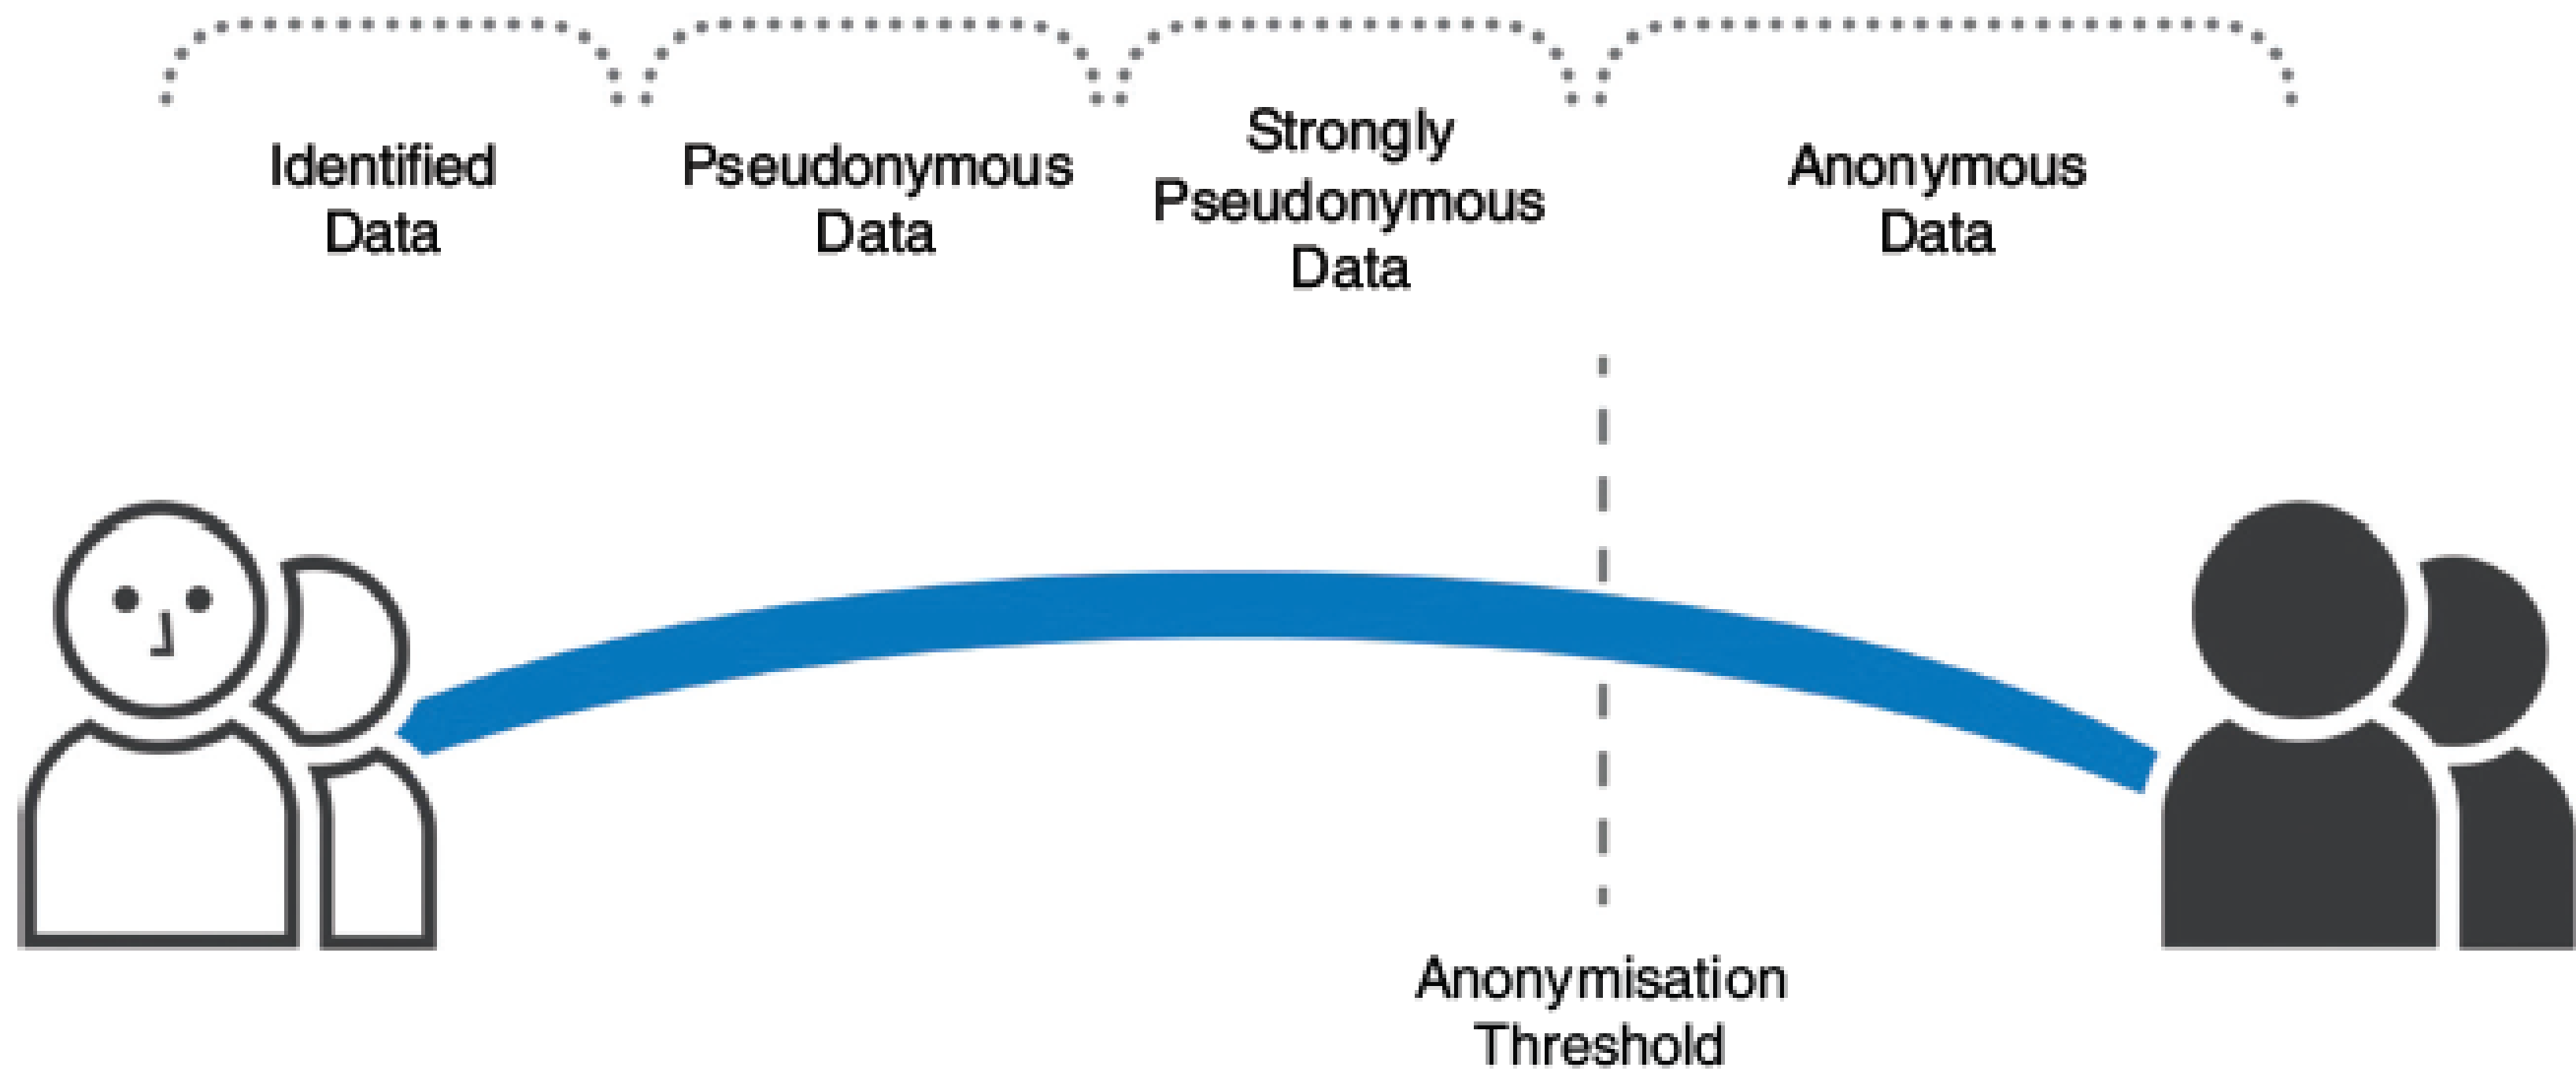 Identified
Data
Pseudonymous
Data
Strongly
Pseudonymous
Data
Anonymous
Data
Anonymisation
Threshold